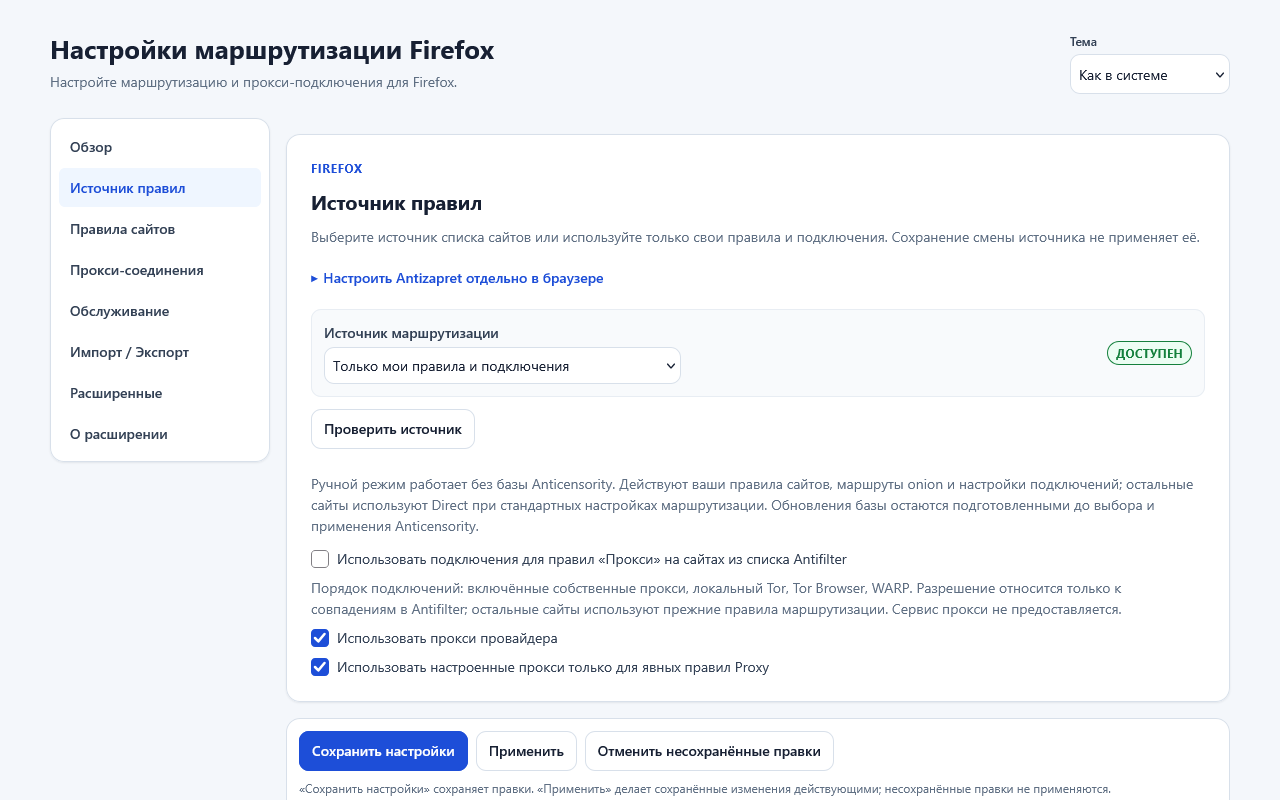 Настройки маршрутизации Firefox
Настройте маршрутизацию и прокси-подключения для Firefox.
Тема
Как в системе
Обзор
Источник правил
Правила сайтов
Прокси-соединения
Обслуживание
Импорт / Экспорт
Расширенные
О расширении
FIREFOX
Источник правил
Выберите источник списка сайтов или используйте только свои правила и подключения. Сохранение смены источника не применяет её.
▸ Настроить Antizapret отдельно в браузере
Источник маршрутизации
Только мои правила и подключения
ДОСТУПЕН
Проверить источник
Ручной режим работает без базы Anticensority. Действуют ваши правила сайтов, маршруты onion и настройки подключений; остальные
сайты используют Direct при стандартных настройках маршрутизации. Обновления базы остаются подготовленными до выбора и
применения Anticensority.
Использовать подключения для правил «Прокси» на сайтах из списка Antifilter
Порядок подключений: включённые собственные прокси, локальный Tor, Tor Browser, WARP. Разрешение относится только к
совпадениям в Antifilter; остальные сайты используют прежние правила маршрутизации. Сервис прокси не предоставляется.
Использовать прокси провайдера
Использовать настроенные прокси только для явных правил Proxy
Сохранить настройки
Применить
Отменить несохранённые правки
«Сохранить настройки» сохраняет правки. «Применить» делает сохранённые изменения действующими; несохранённые правки не применяются.